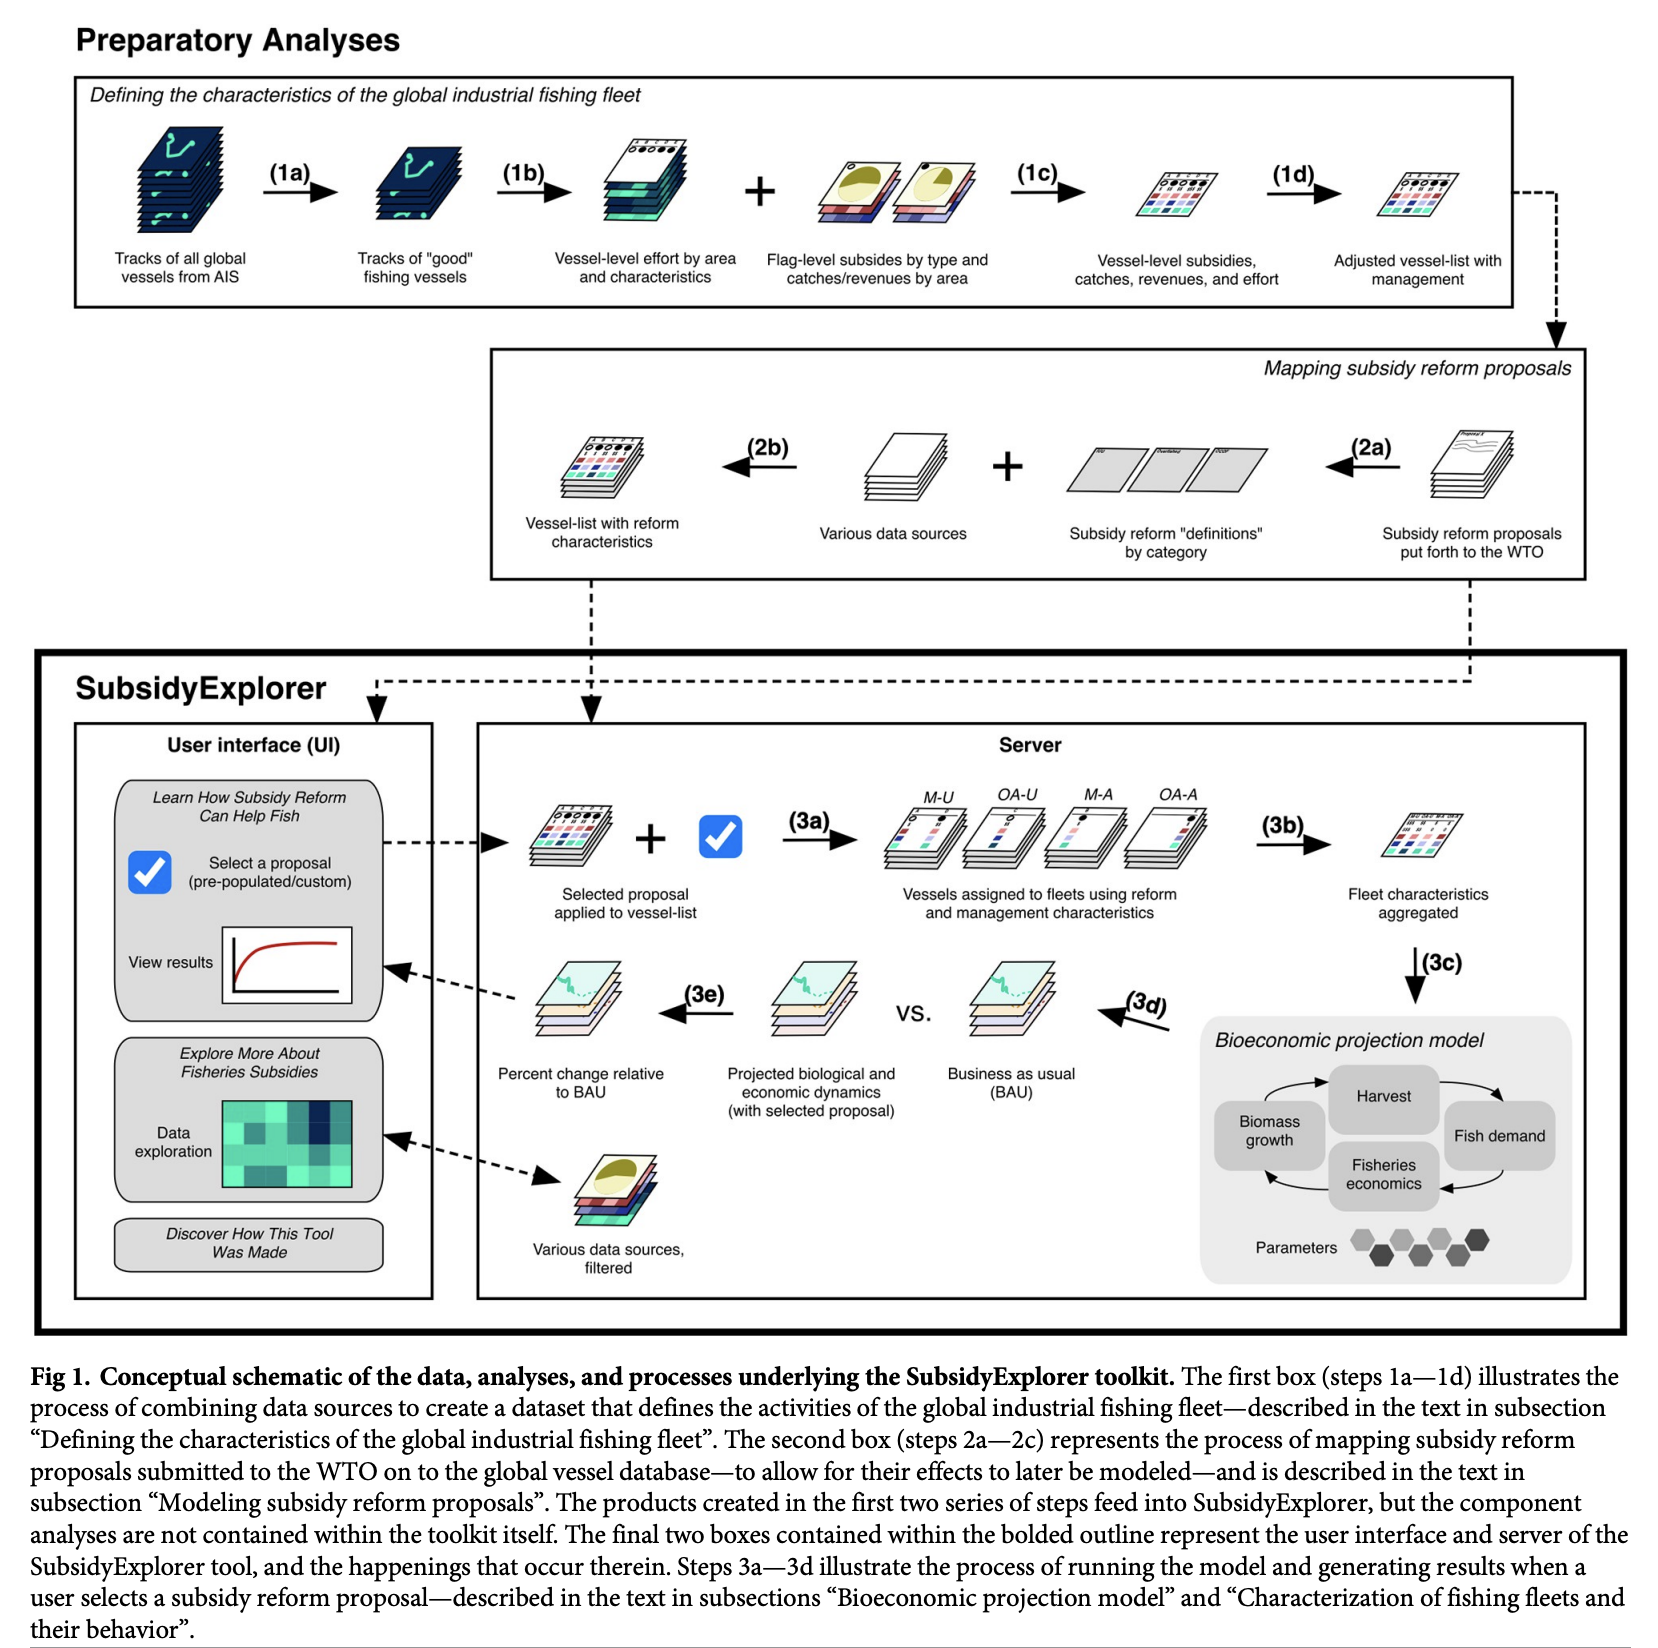 Preparatory Analyses
Defining the characteristics of the global industrial fishing fleet
(1a)
(1b)
+
(1c)
(1d)
Tracks of all global
vessels from AIS
Tracks of "good"
fishing vessels
Vessel-level effort by area
and characteristics
Flag-level subsides by type and
catches/revenues by area
Vessel-level subsidies,
catches, revenues, and effort
Adjusted vessel-list with
management
Mapping subsidy reform proposals
(2b)
+
(2a)
Vessel-list with reform
characteristics
Various data sources
Subsidy reform "definitions"
by category
Subsidy reform proposals
put forth to the WTO
SubsidyExplorer
User interface (UI)
Learn How Subsidy Reform
Can Help Fish
Select a proposal
(pre-populated/custom)
View results
Explore More About
Fisheries Subsidies
Data
exploration
Discover How This Tool
Was Made
Server
+
(3a)
M-U
OA-U
M-A
OA-A
(3b)
Selected proposal
applied to vessel-list
Vessels assigned to fleets using reform
and management characteristics
Fleet characteristics
aggregated
(3c)
(3e)
vs.
(3d)
Percent change relative
to BAU
Projected biological and
economic dynamics
(with selected proposal)
Business as usual
(BAU)
Various data sources,
filtered
Bioeconomic projection model
Harvest
Biomass
growth
Fish demand
Fisheries
economics
Parameters
Fig 1. Conceptual schematic of the data, analyses, and processes underlying the SubsidyExplorer toolkit. The first box (steps 1a—1d) illustrates the
process of combining data sources to create a dataset that defines the activities of the global industrial fishing fleet—described in the text in subsection
“Defining the characteristics of the global industrial fishing fleet”. The second box (steps 2a—2c) represents the process of mapping subsidy reform
proposals submitted to the WTO on to the global vessel database—to allow for their effects to later be modeled—and is described in the text in
subsection “Modeling subsidy reform proposals”. The products created in the first two series of steps feed into SubsidyExplorer, but the component
analyses are not contained within the toolkit itself. The final two boxes contained within the bolded outline represent the user interface and server of the
SubsidyExplorer tool, and the happenings that occur therein. Steps 3a—3d illustrate the process of running the model and generating results when a
user selects a subsidy reform proposal—described in the text in subsections “Bioeconomic projection model” and “Characterization of fishing fleets and
their behavior”.